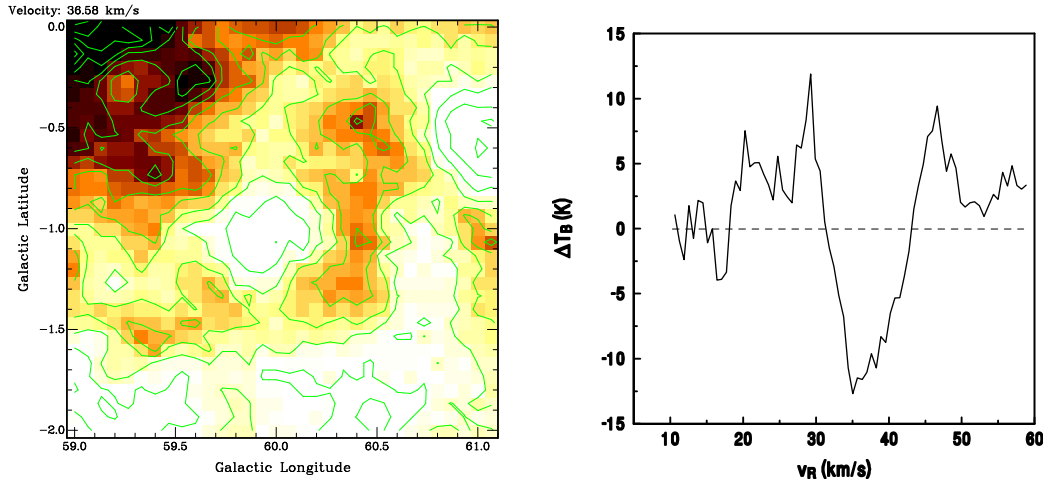 Velocity: 36.58 km/s
0.0
−0.5
−1.0
−1.5
−2.0
Galactic Latitude
59.0 59.5 60.0 60.5 61.0
Galactic Longitude
15
10
5
0
−5
−10
−15
ΔT_B (K)
10 20 30 40 50 60
v_R (km/s)